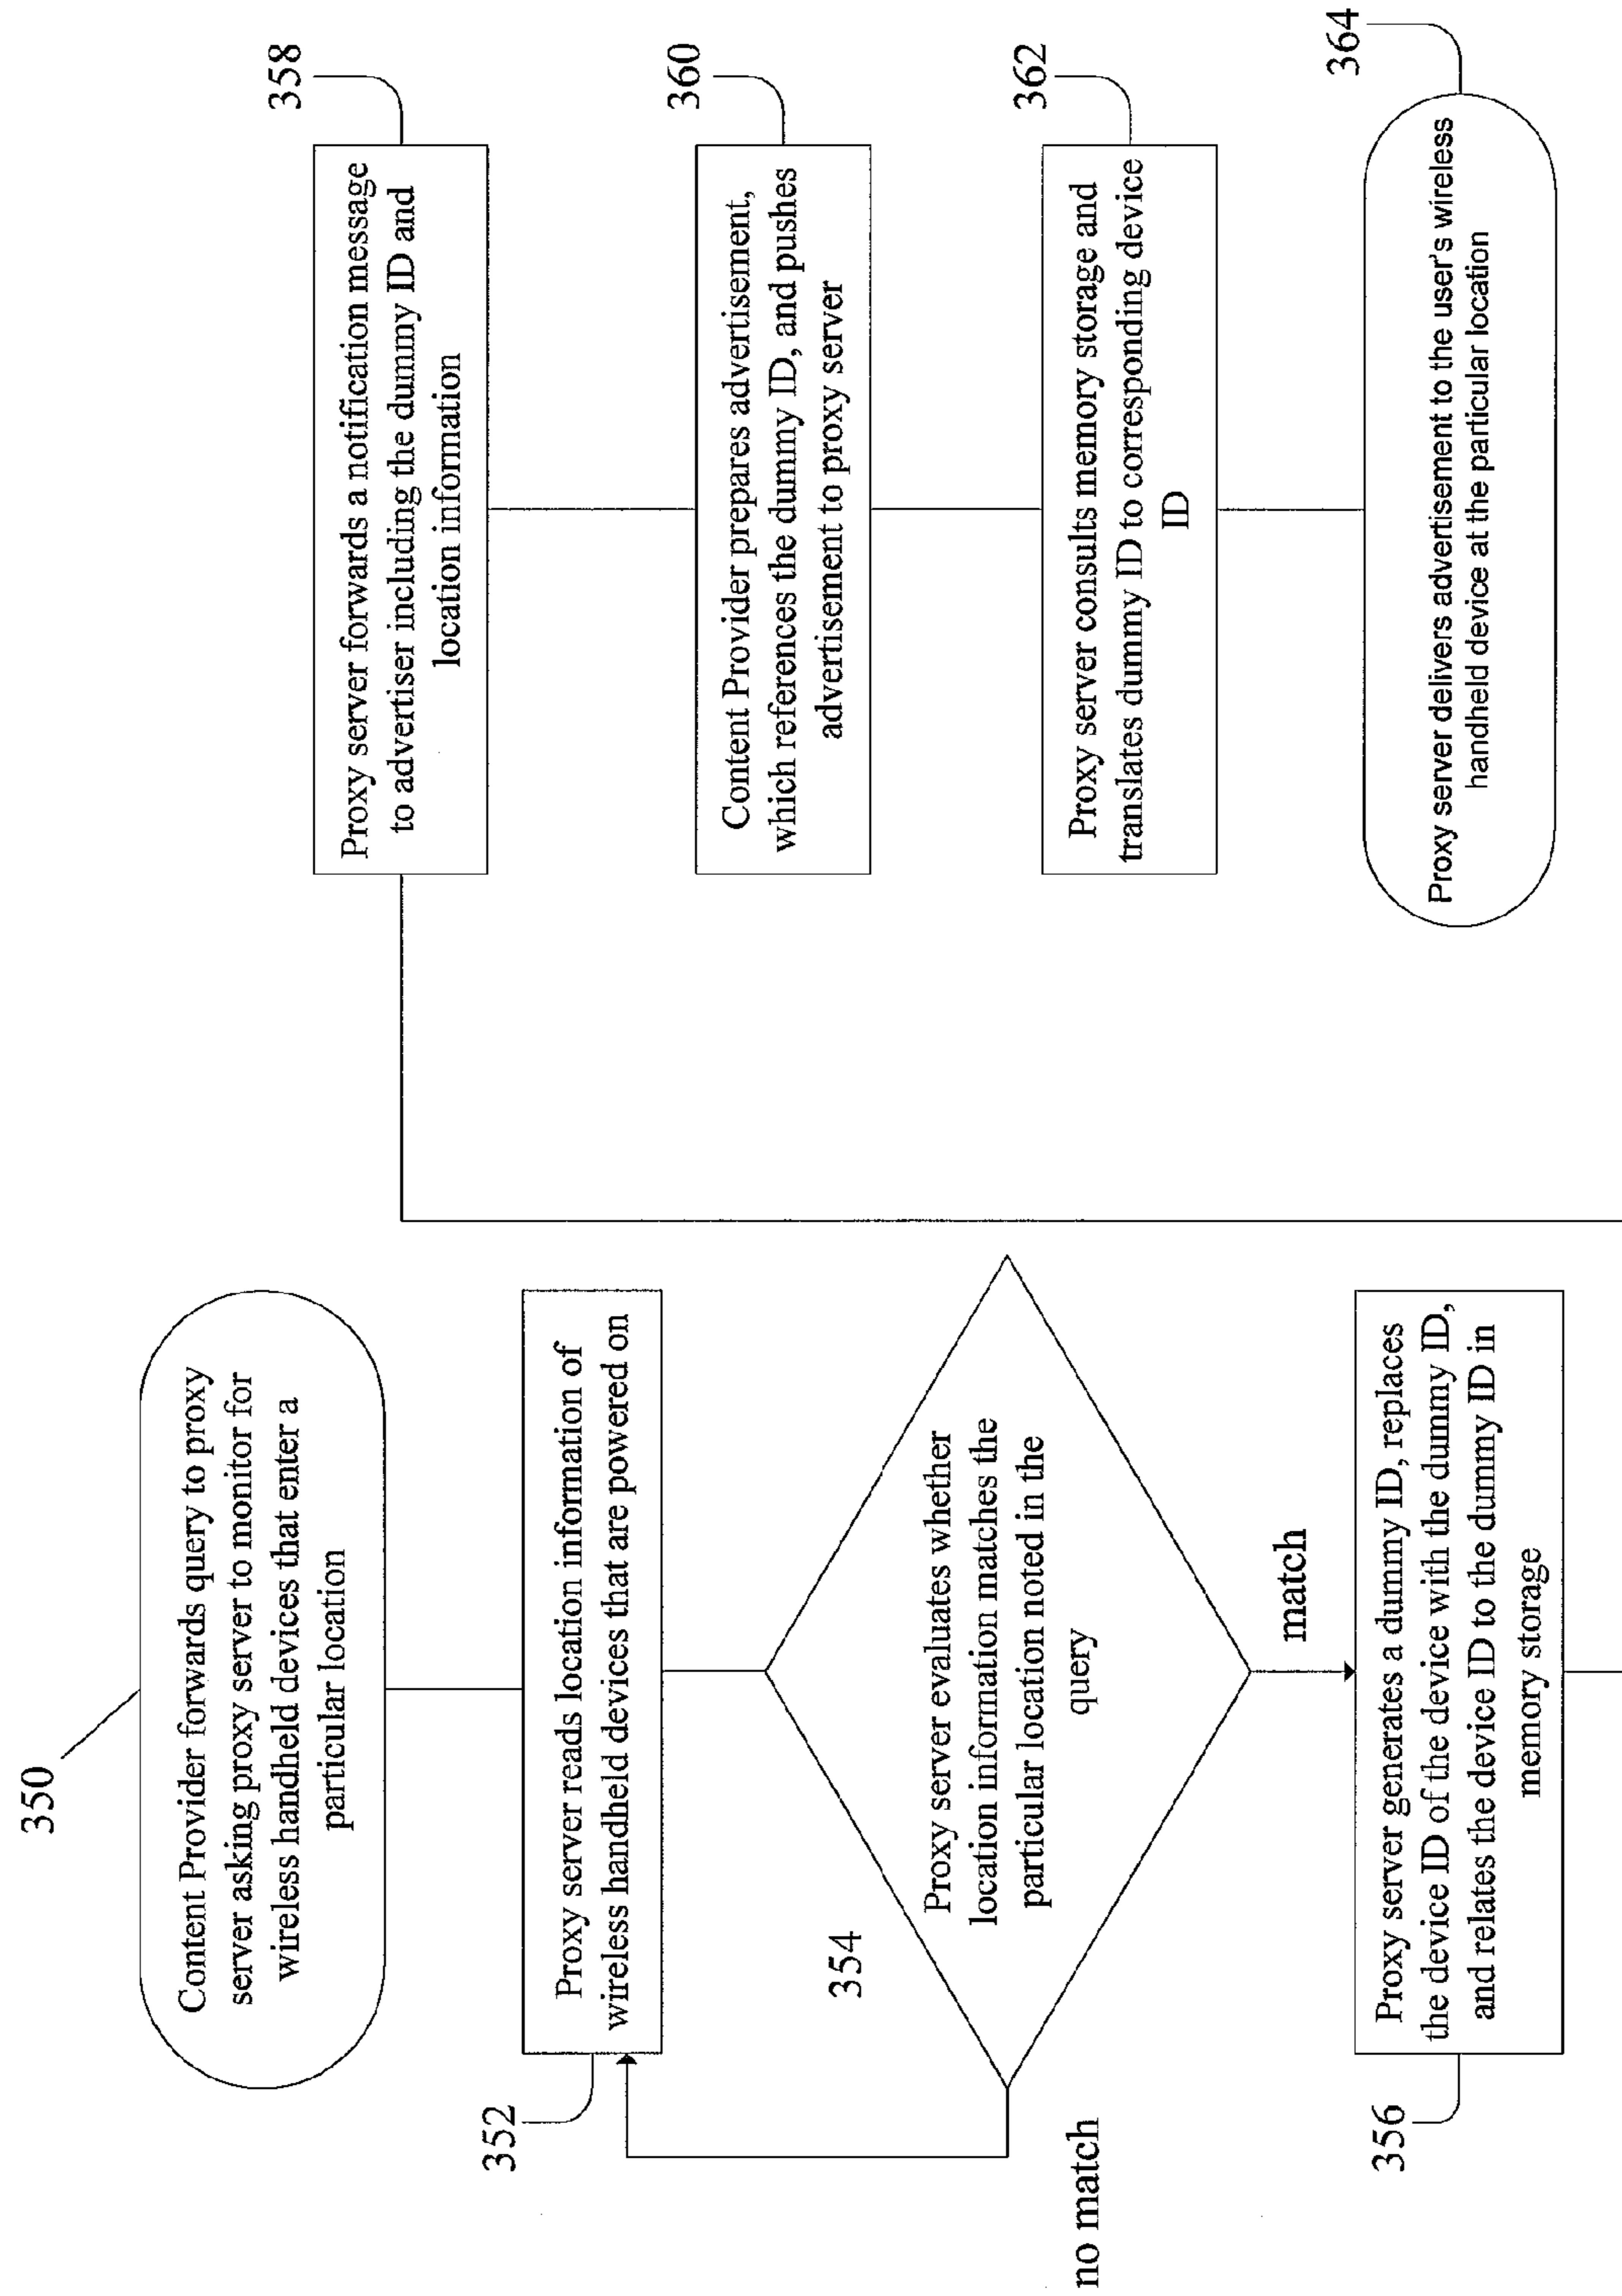 350
Content Provider forwards query to proxy
server asking proxy server to monitor for
wireless handheld devices that enter a
particular location
352
Proxy server reads location information of
wireless handheld devices that are powered on
354
Proxy server evaluates whether
location information matches the
particular location noted in the
query
no match
match
356
Proxy server generates a dummy ID, replaces
the device ID of the device with the dummy ID,
and relates the device ID to the dummy ID in
memory storage
358
Proxy server forwards a notification message
to advertiser including the dummy ID and
location information
360
Content Provider prepares advertisement,
which references the dummy ID, and pushes
advertisement to proxy server
362
Proxy server consults memory storage and
translates dummy ID to corresponding device
ID
364
Proxy server delivers advertisement to the user's wireless
handheld device at the particular location